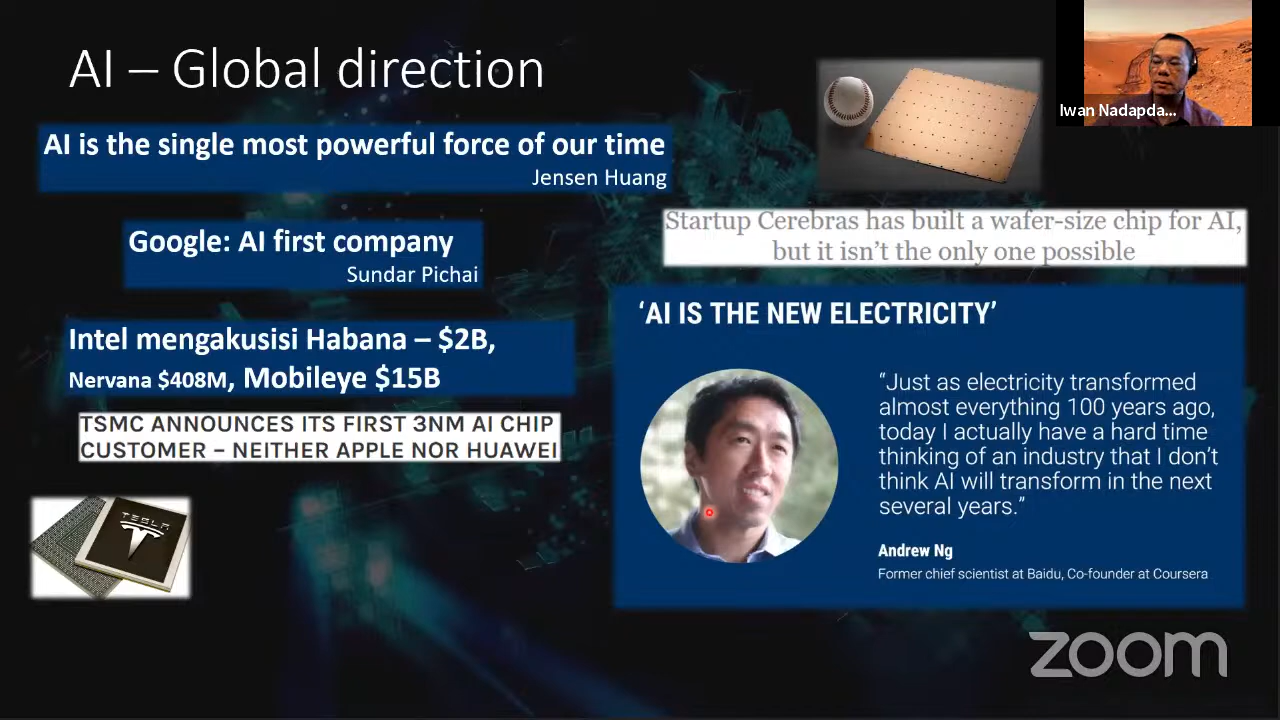 AI – Global direction
AI is the single most powerful force of our time
Jensen Huang
Google: AI first company
Sundar Pichai
Intel mengakusisi Habana – $2B,
Nervana $408M, Mobileye $15B
TSMC ANNOUNCES ITS FIRST 3NM AI CHIP
CUSTOMER – NEITHER APPLE NOR HUAWEI
TESLA
Iwan Nadapda...
Startup Cerebras has built a wafer-size chip for AI,
but it isn't the only one possible
‘AI IS THE NEW ELECTRICITY’
“Just as electricity transformed
almost everything 100 years ago,
today I actually have a hard time
thinking of an industry that I don't
think AI will transform in the next
several years.”
Andrew Ng
Former chief scientist at Baidu, Co-founder at Coursera
zoom